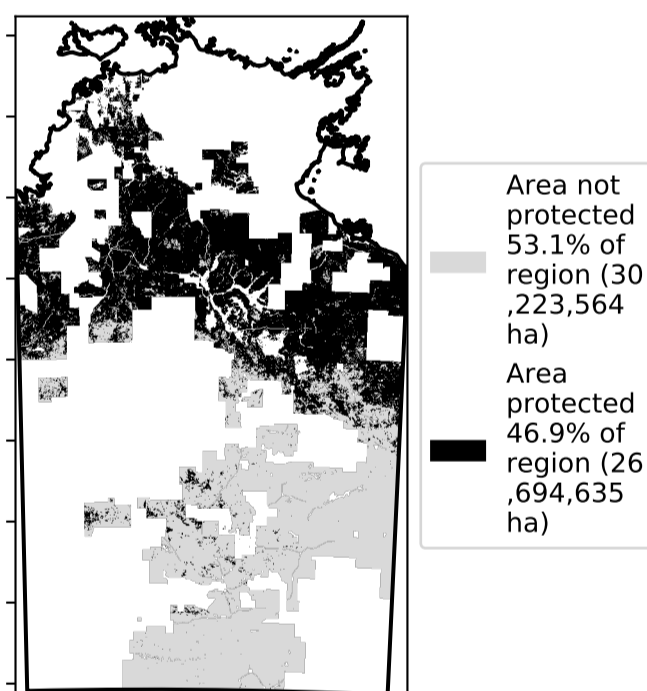 Area not
protected
53.1% of
region (30
,223,564
ha)
Area
protected
46.9% of
region (26
,694,635
ha)